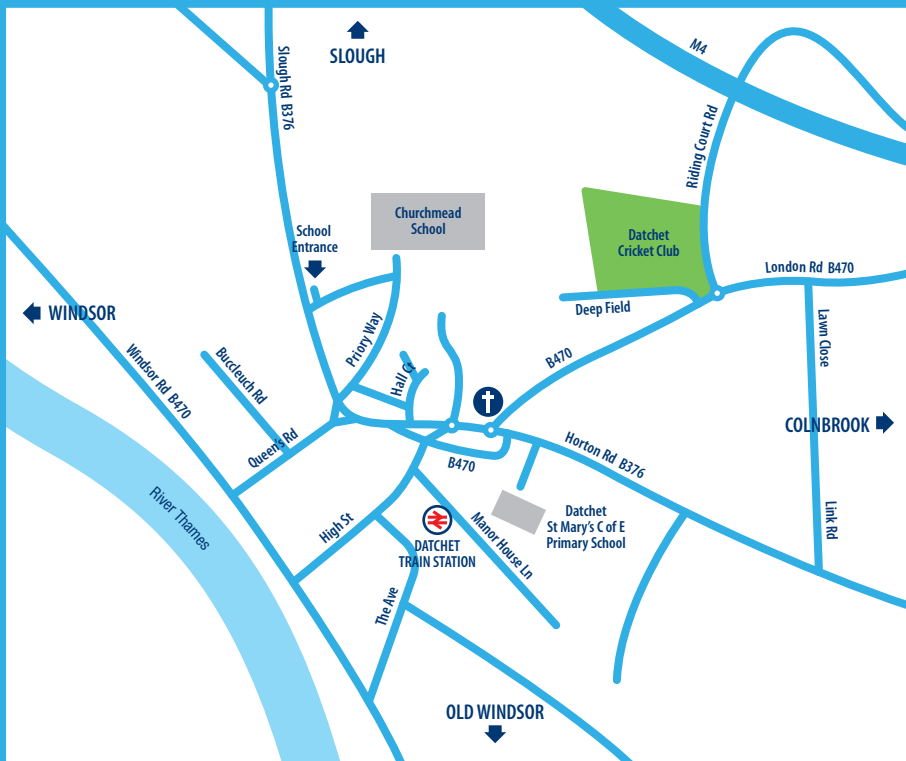 SLOUGH
M4
Slough Rd B376
Riding Court Rd
Churchmead
School
School
Entrance
Datchet
Cricket Club
London Rd B470
WINDSOR
Deep Field
Lawn Close
Priory Way
Windsor Rd B470
Buccleuch Rd
Hall Ct
B470
COLNBROOK
Queen's Rd
B470
Horton Rd B376
River Thames
High St
Manor House Ln
Datchet
St Mary's C of E
Primary School
Link Rd
DATCHET
TRAIN STATION
The Ave
OLD WINDSOR